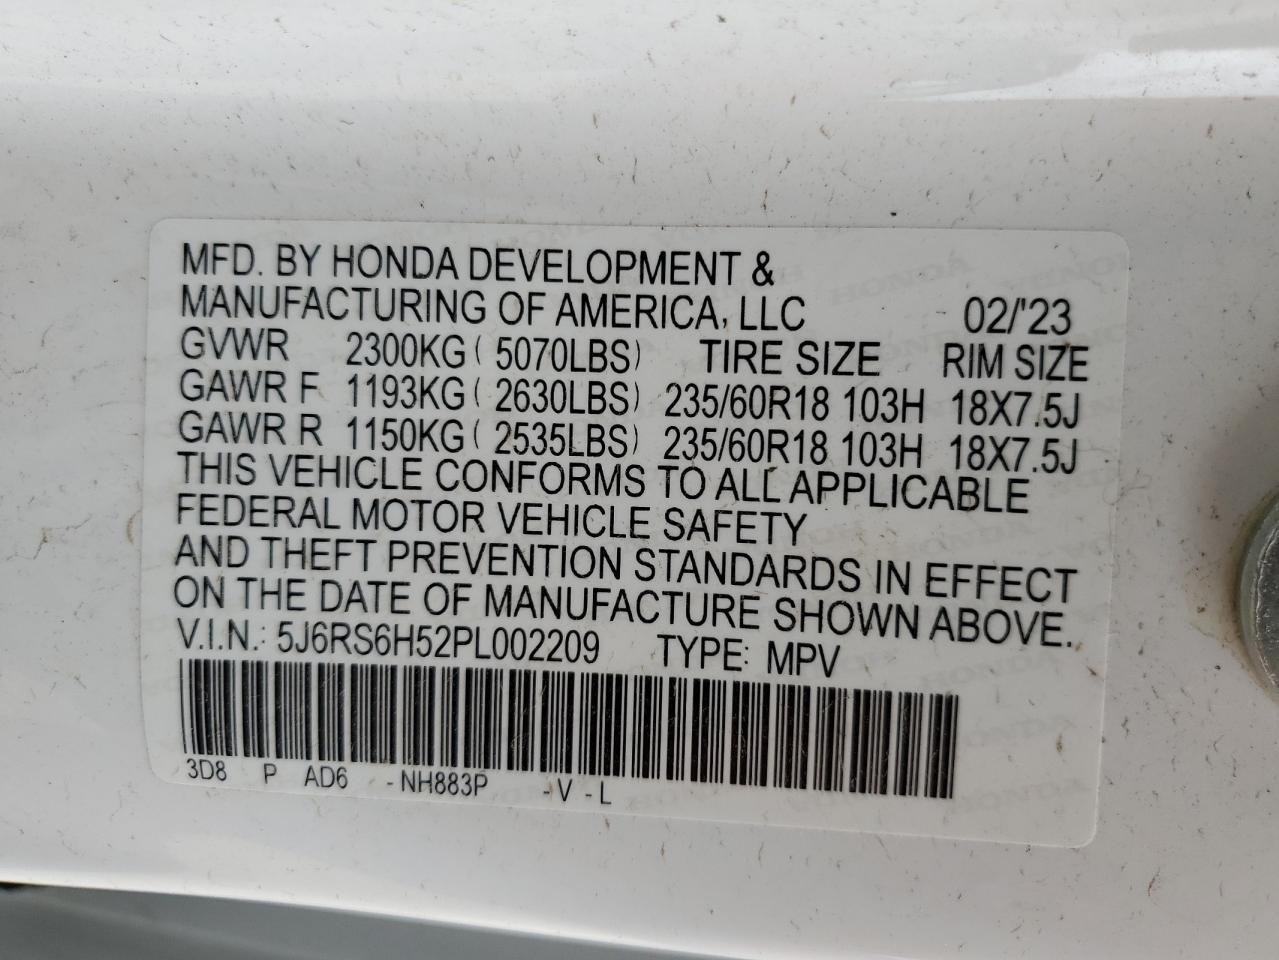 MFD. BY HONDA DEVELOPMENT &
MANUFACTURING OF AMERICA, LLC 02/'23
GVWR 2300KG ( 5070LBS) TIRE SIZE RIM SIZE
GAWR F 1193KG ( 2630LBS) 235/60R18 103H 18X7.5J
GAWR R 1150KG ( 2535LBS) 235/60R18 103H 18X7.5J
THIS VEHICLE CONFORMS TO ALL APPLICABLE
FEDERAL MOTOR VEHICLE SAFETY
AND THEFT PREVENTION STANDARDS IN EFFECT
ON THE DATE OF MANUFACTURE SHOWN ABOVE.
V.I.N.: 5J6RS6H52PL002209 TYPE: MPV
3D8 P AD6 -NH883P -V -L